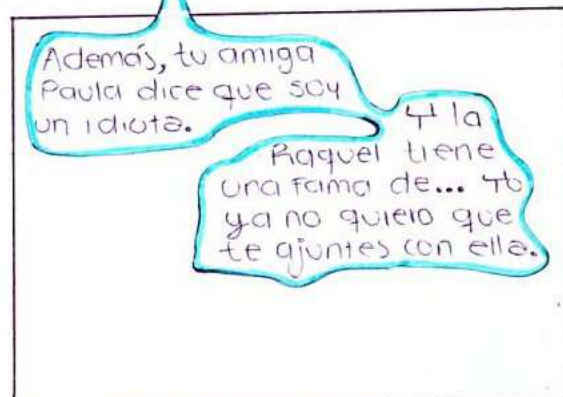 Además, tu amiga
Paula dice que soy
un idiota.
Y la
Raquel tiene
una fama de... Yo
ya no quiero que
te ajuntes con ella.